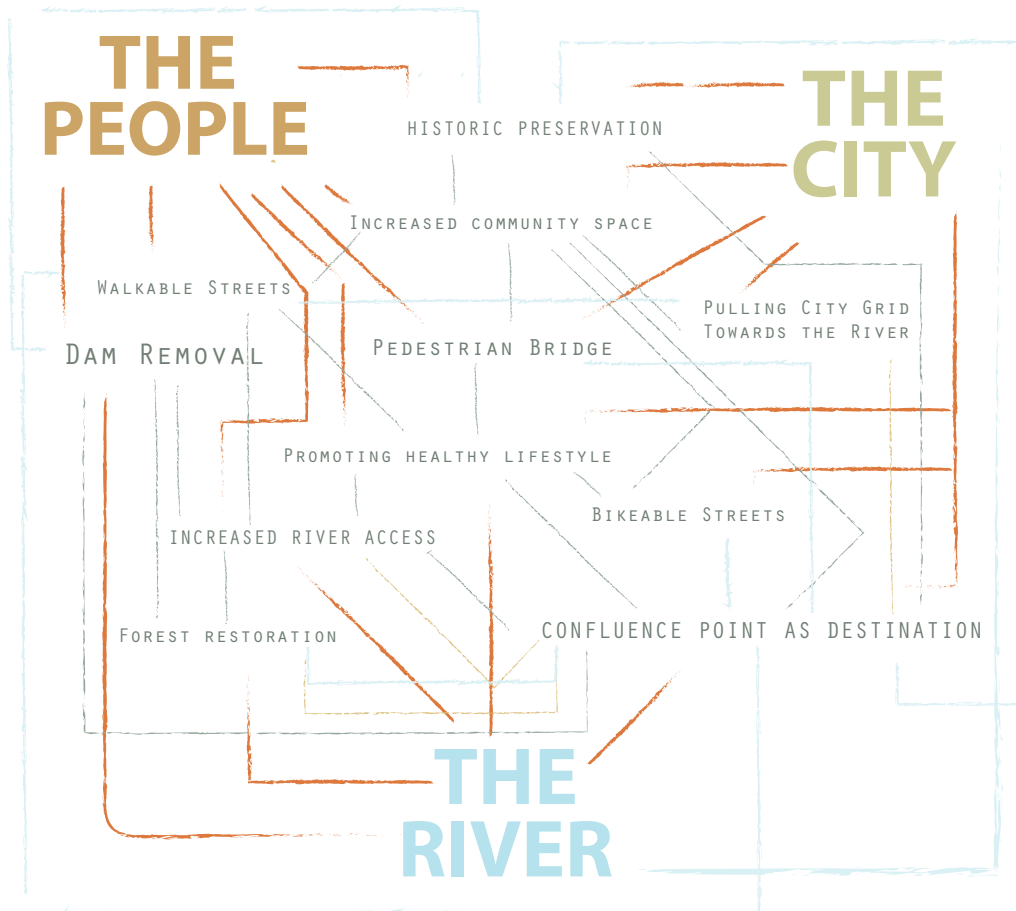 THE
PEOPLE
THE
CITY
HISTORIC PRESERVATION
INCREASED COMMUNITY SPACE
WALKABLE STREETS
PULLING CITY GRID
TOWARDS THE RIVER
DAM REMOVAL
PEDESTRIAN BRIDGE
PROMOTING HEALTHY LIFESTYLE
BIKEABLE STREETS
INCREASED RIVER ACCESS
FOREST RESTORATION
CONFLUENCE POINT AS DESTINATION
THE
RIVER